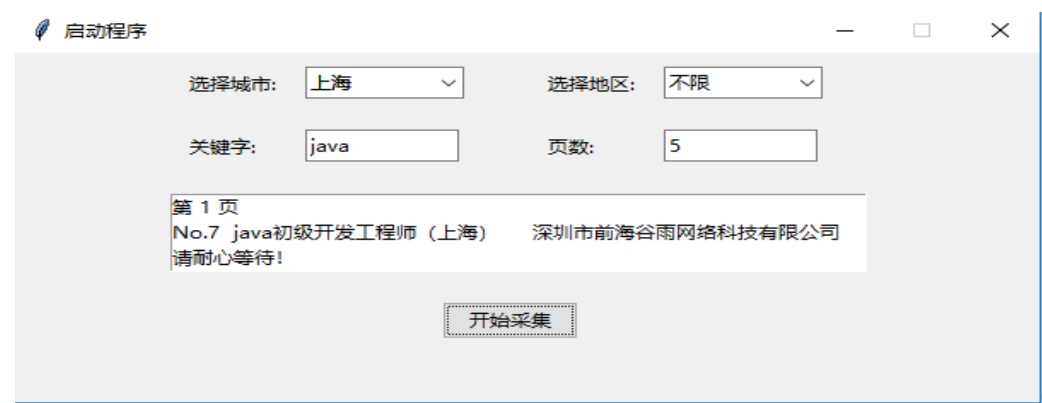 启动程序
选择城市: 上海 选择地区: 不限
关键字: java 页数: 5
第 1 页
No.7 java初级开发工程师（上海） 深圳市前海谷雨网络科技有限公司
请耐心等待!
开始采集